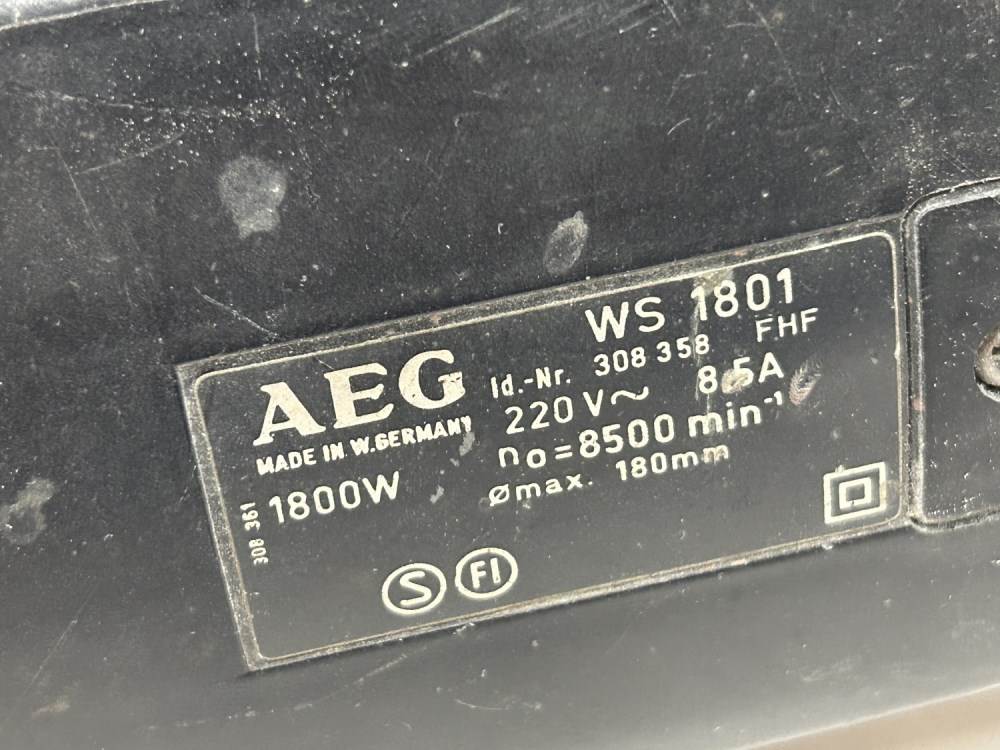 AEG
MADE IN W.GERMANY
1800W
308 361
WS 1801
Id.-Nr. 308 358 FHF
220 V~ 8,5A
no=8500 min-1
Ømax. 180mm
S FI